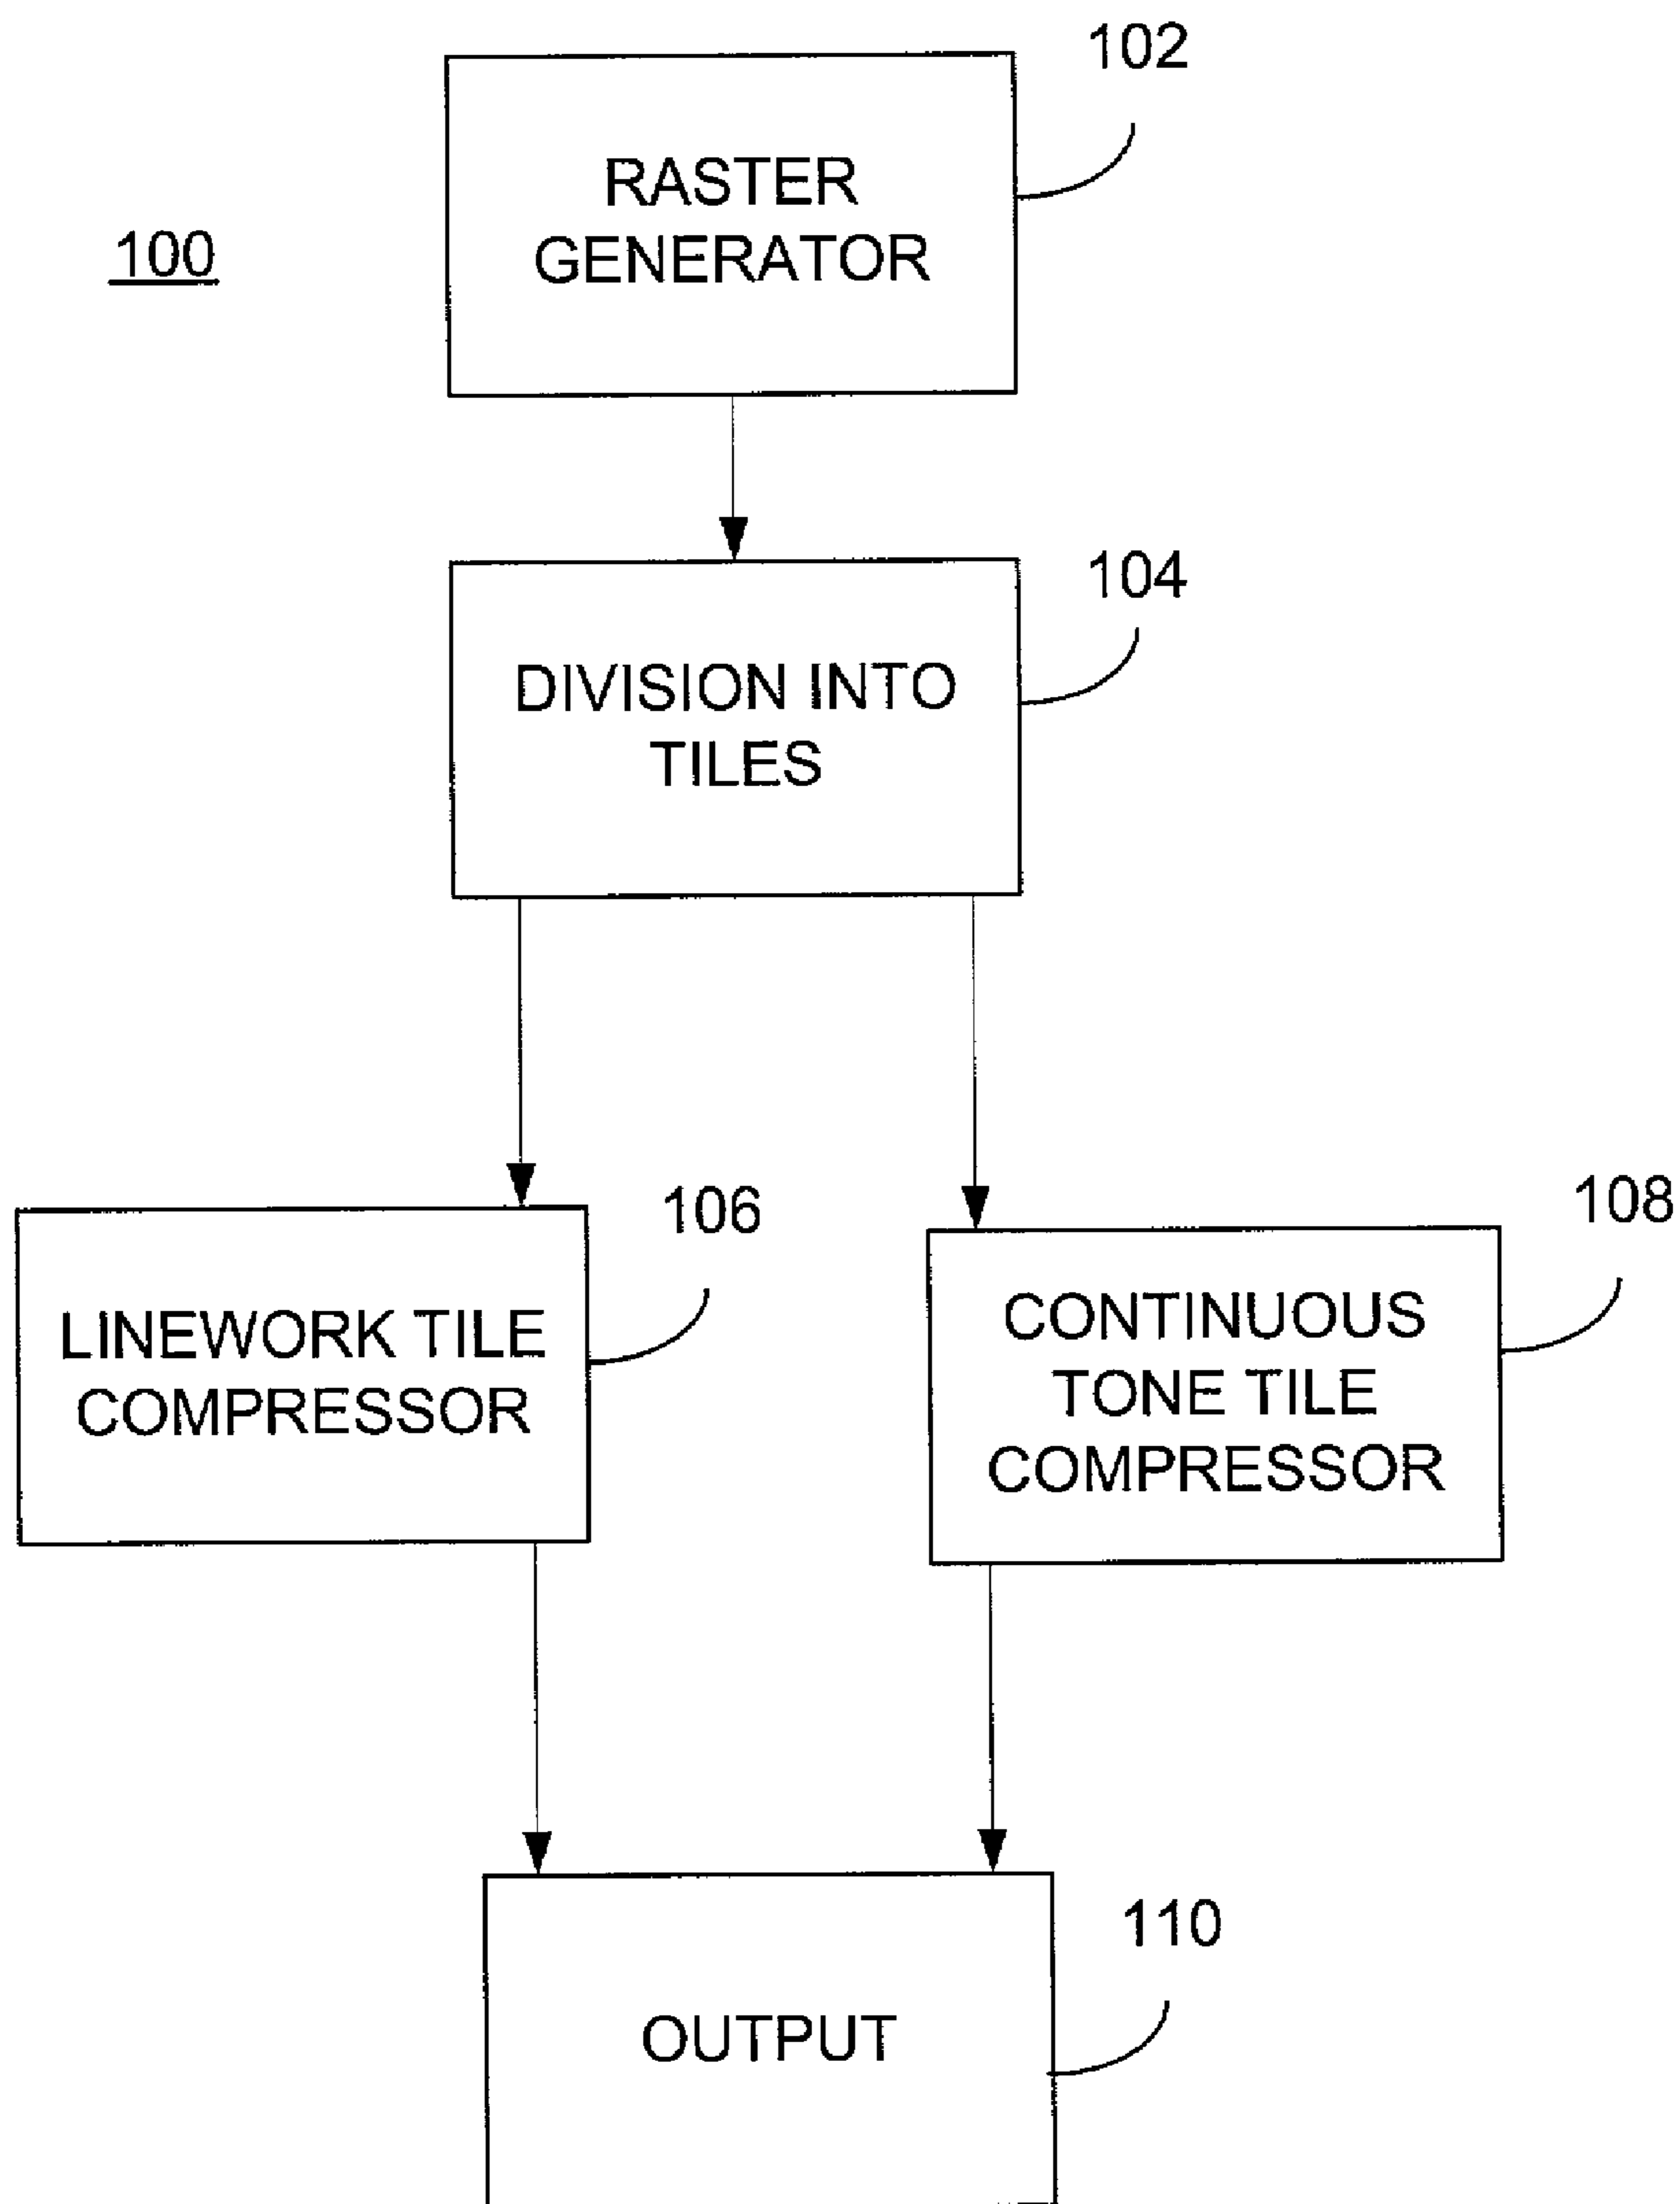 102
RASTER
GENERATOR
100
104
DIVISION INTO
TILES
106
LINEWORK TILE
COMPRESSOR
108
CONTINUOUS
TONE TILE
COMPRESSOR
110
OUTPUT